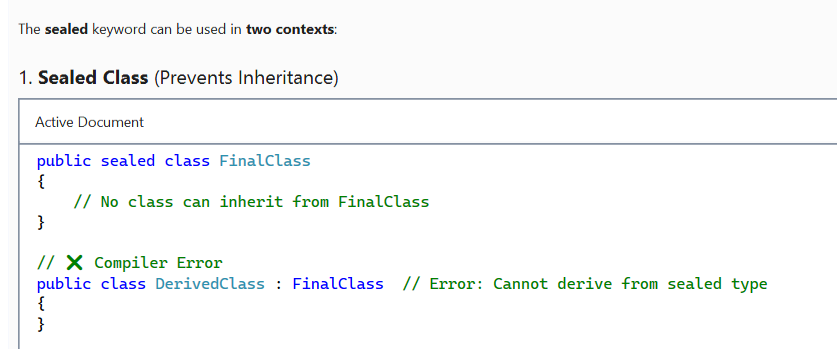 The sealed keyword can be used in two contexts:
1. Sealed Class (Prevents Inheritance)
Active Document
public sealed class FinalClass
{
    // No class can inherit from FinalClass
}
// ❌ Compiler Error
public class DerivedClass : FinalClass  // Error: Cannot derive from sealed type
{
}